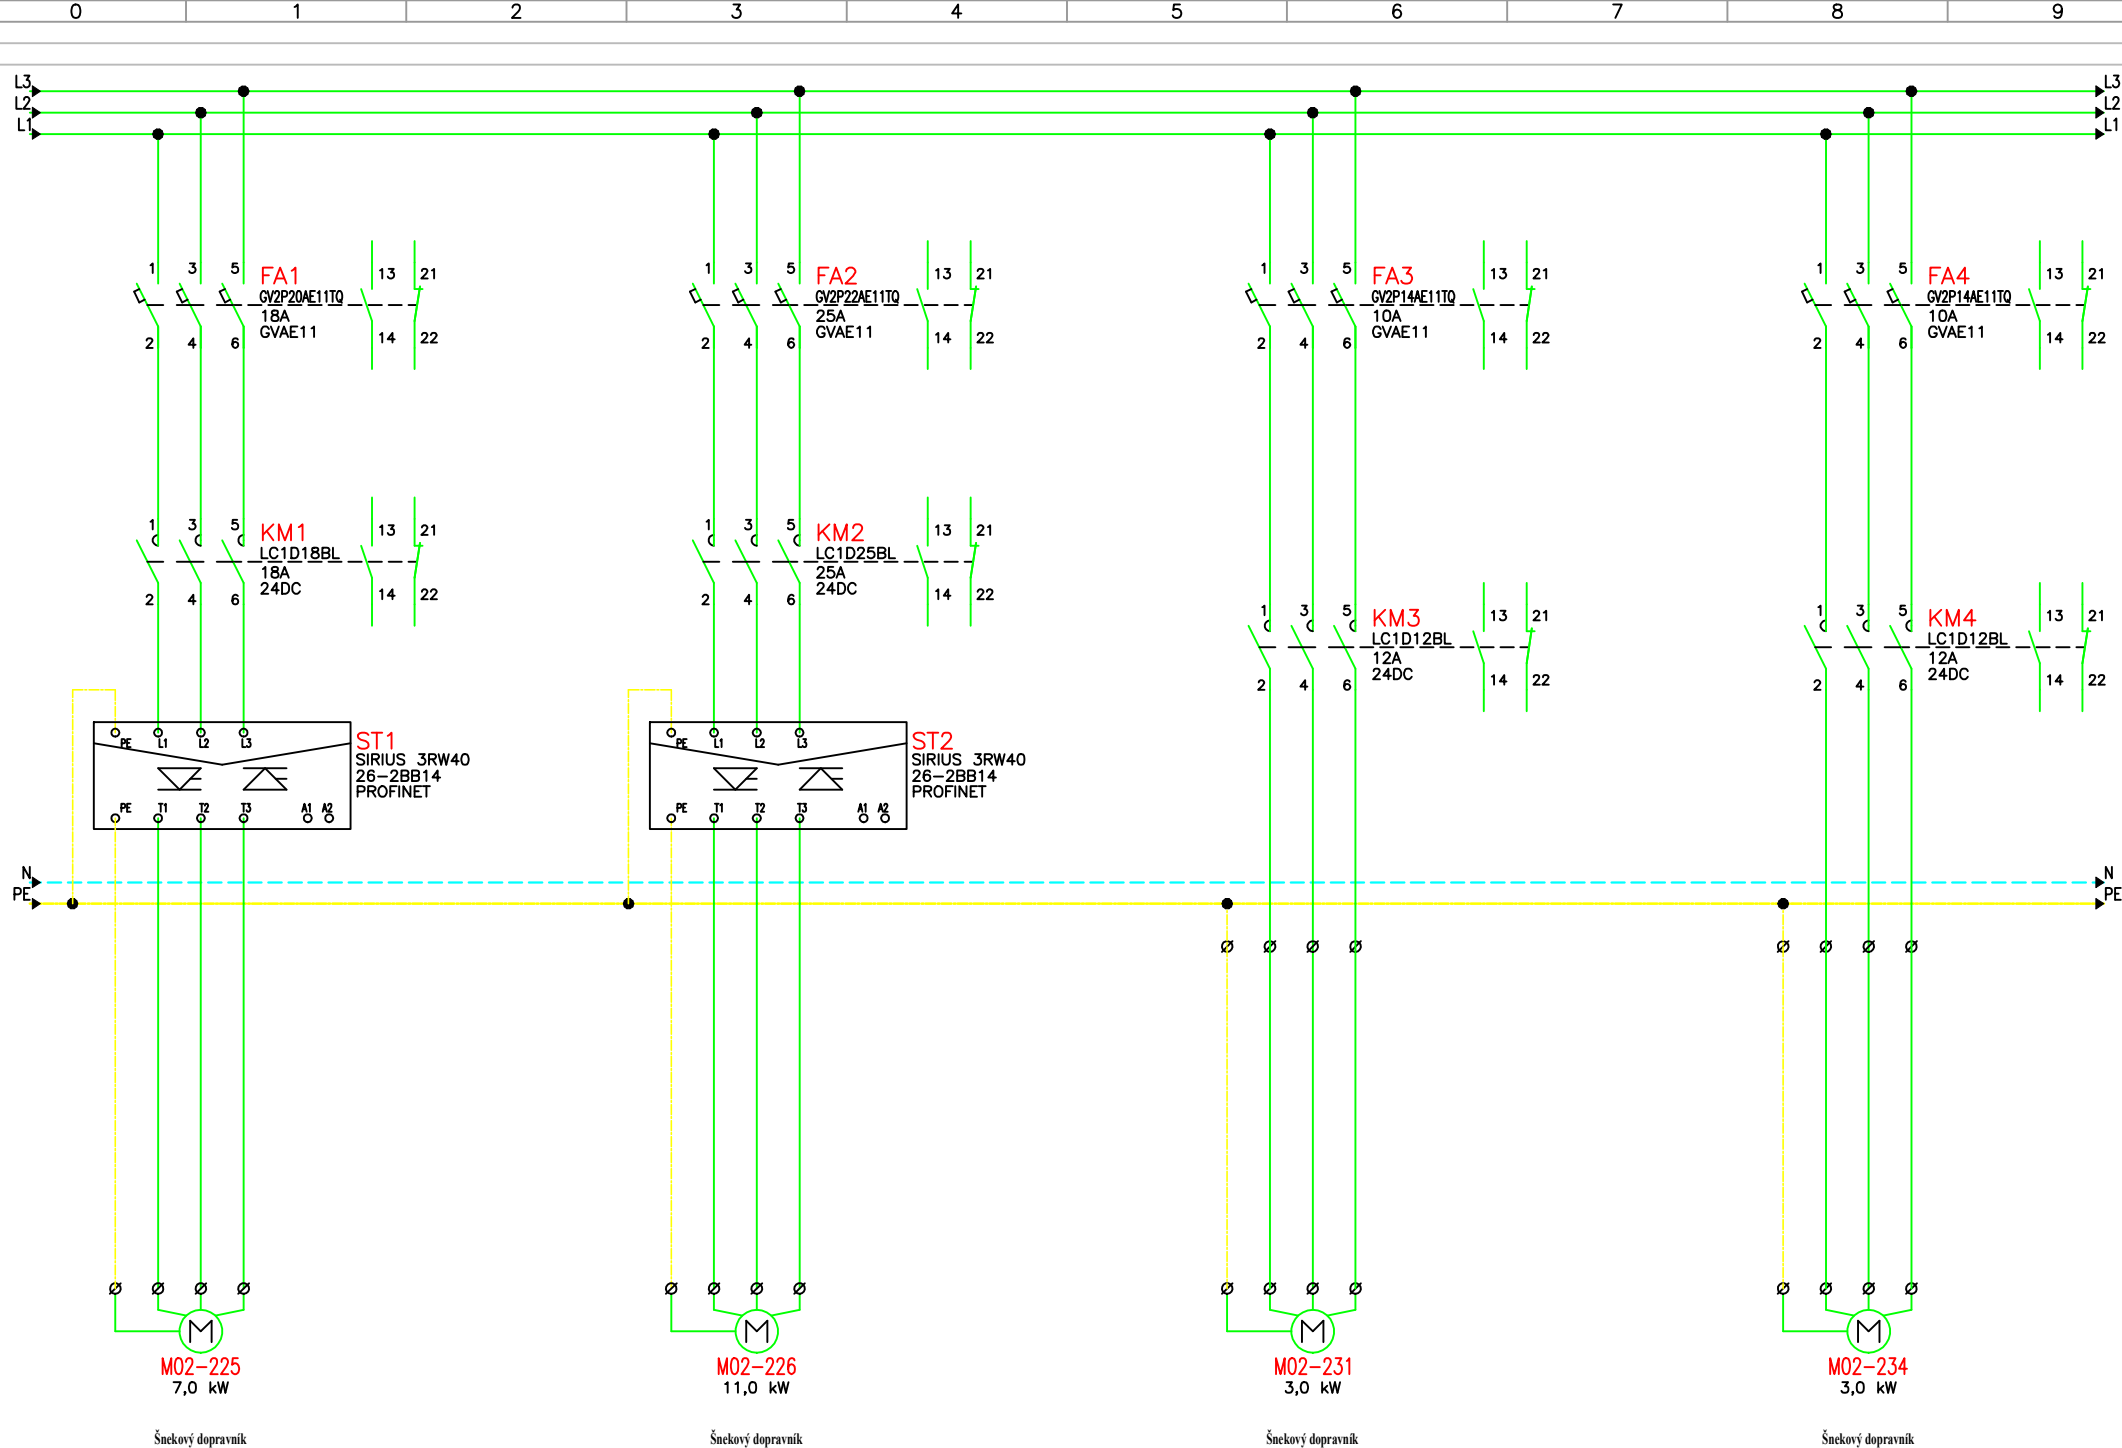 0 1 2 3 4 5 6 7 8 9
L3 L3
L2 L2
L1 L1
1 3 5 FA1 13 21
GV2P20AE11TQ
18A
GVAE11
2 4 6 14 22
1 3 5 FA2 13 21
GV2P22AE11TQ
25A
GVAE11
2 4 6 14 22
1 3 5 FA3 13 21
GV2P14AE11TQ
10A
GVAE11
2 4 6 14 22
1 3 5 FA4 13 21
GV2P14AE11TQ
10A
GVAE11
2 4 6 14 22
1 3 5 KM1 13 21
LC1D18BL
18A
24DC
2 4 6 14 22
1 3 5 KM2 13 21
LC1D25BL
25A
24DC
2 4 6 14 22
1 3 5 KM3 13 21
LC1D12BL
12A
24DC
2 4 6 14 22
1 3 5 KM4 13 21
LC1D12BL
12A
24DC
2 4 6 14 22
PE L1 L2 L3 ST1
SIRIUS 3RW40
26-2BB14
PROFINET
PE T1 T2 T3 A1 A2
PE L1 L2 L3 ST2
SIRIUS 3RW40
26-2BB14
PROFINET
PE T1 T2 T3 A1 A2
N N
PE PE
M M M M
M02-225 M02-226 M02-231 M02-234
7,0 kW 11,0 kW 3,0 kW 3,0 kW
Šnekový dopravník Šnekový dopravník Šnekový dopravník Šnekový dopravník